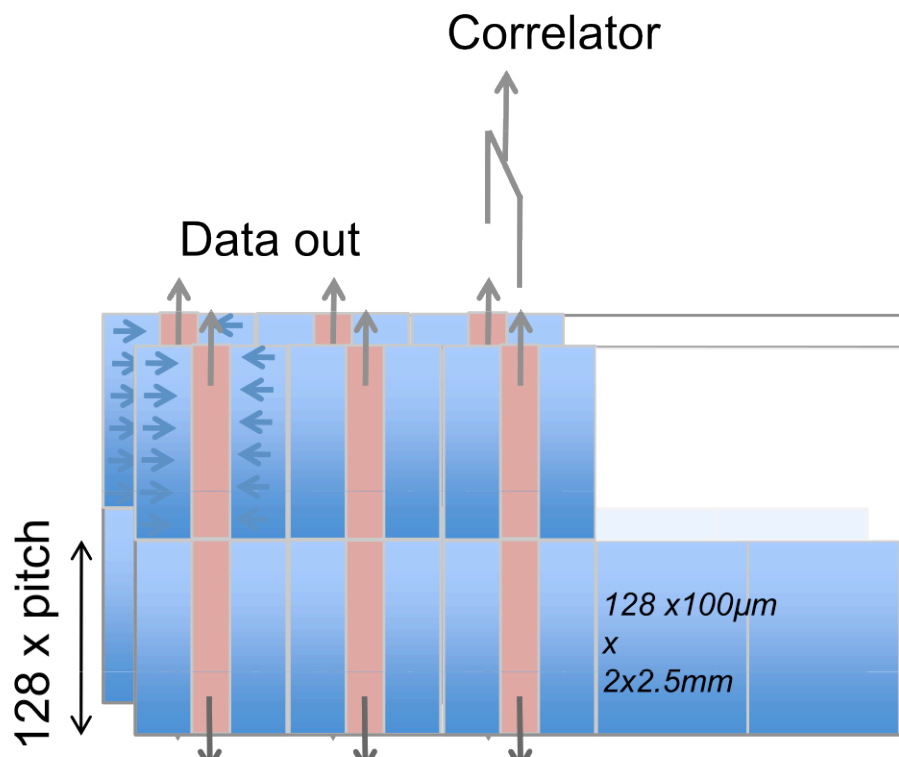 Correlator
Data out
128 x pitch
128 x100µm
x
2x2.5mm